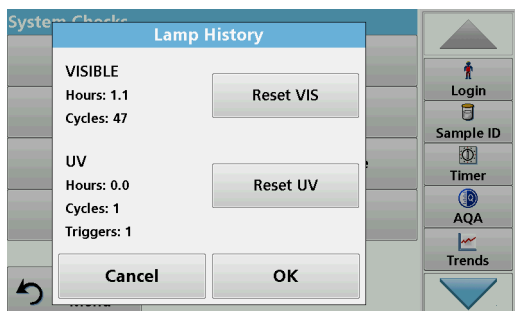 System Checks
Lamp History
VISIBLE
Hours: 1.1
Cycles: 47
Reset VIS
UV
Hours: 0.0
Cycles: 1
Triggers: 1
Reset UV
Cancel
OK
Menu
Login
Sample ID
Timer
AQA
Trends